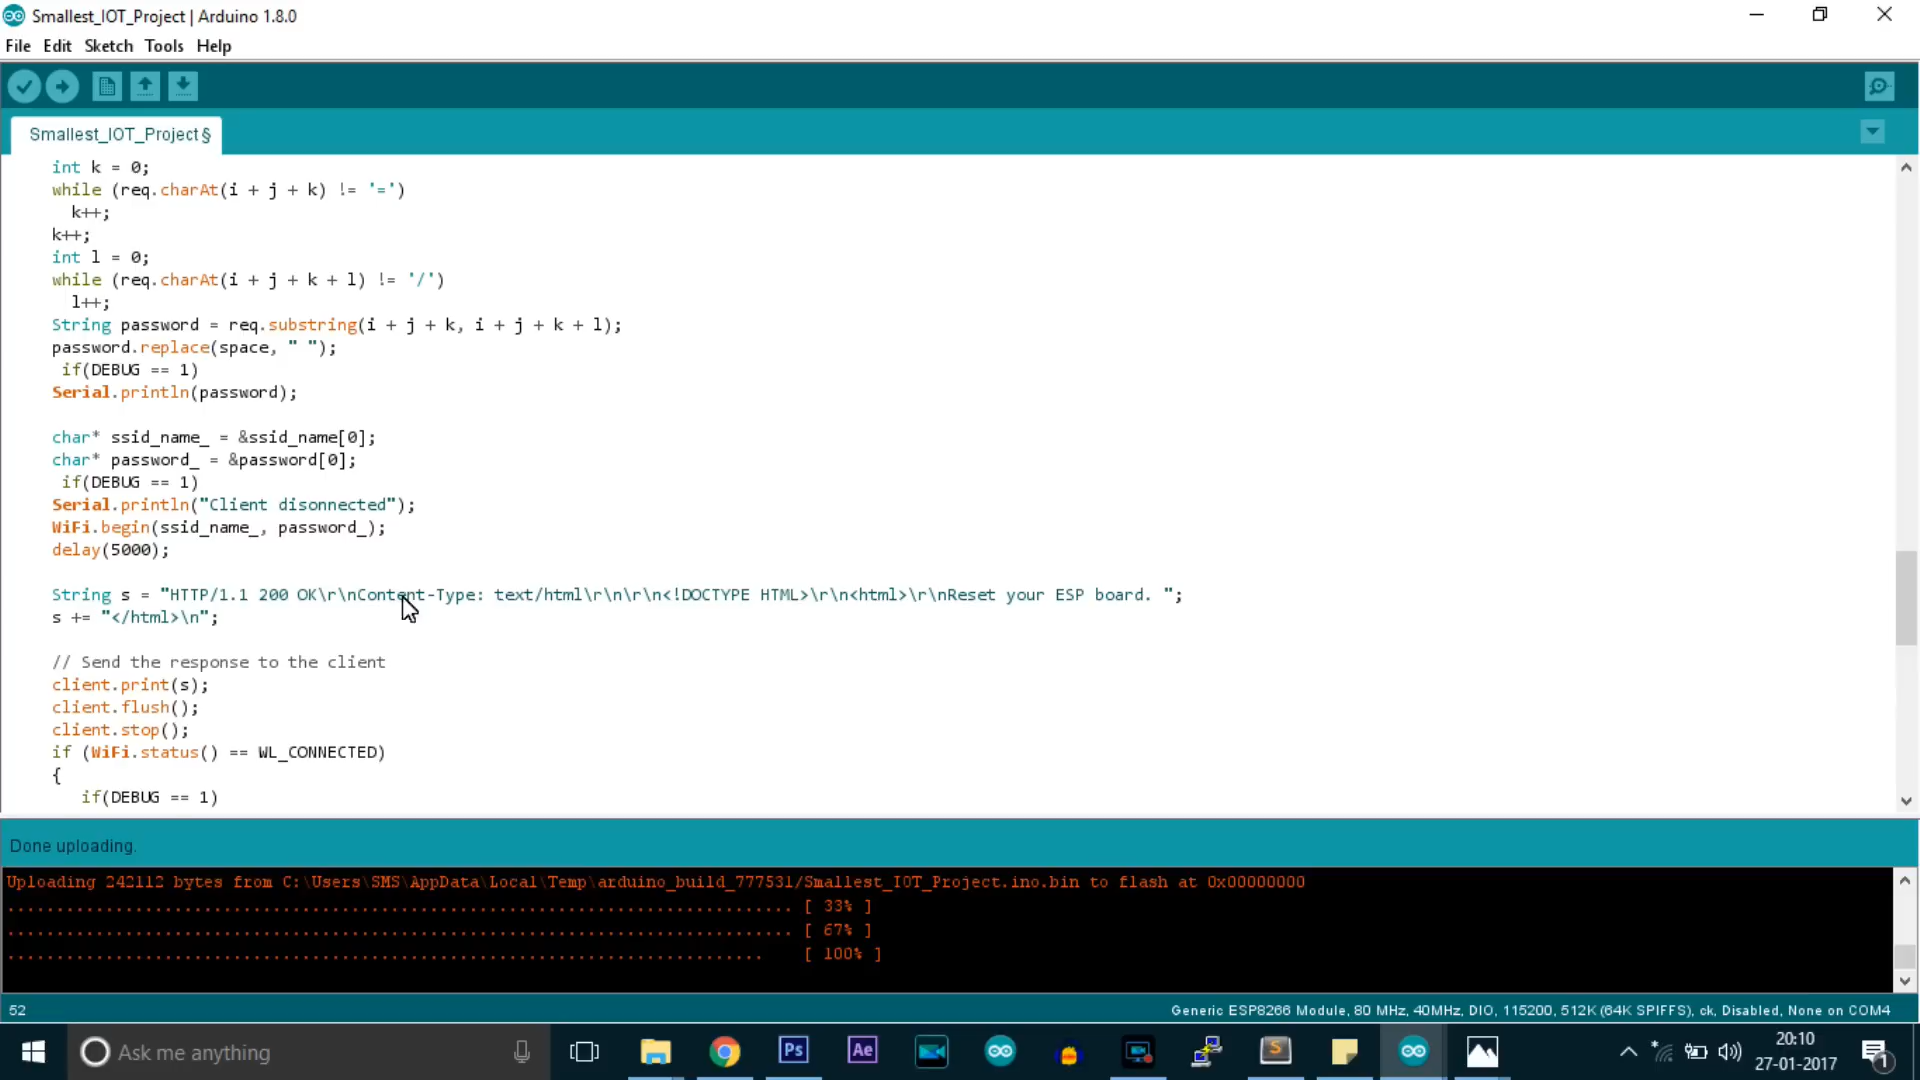 Smallest_IOT_Project | Arduino 1.8.0
File Edit Sketch Tools Help
Smallest_IOT_Project §
int k = 0;
while (req.charAt(i + j + k) != '=')
k++;
k++;
int l = 0;
while (req.charAt(i + j + k + l) != '/')
l++;
String password = req.substring(i + j + k, i + j + k + l);
password.replace(space, " ");
if(DEBUG == 1)
Serial.println(password);
char* ssid_name_ = &ssid_name[0];
char* password_ = &password[0];
if(DEBUG == 1)
Serial.println("Client disonnected");
WiFi.begin(ssid_name_, password_);
delay(5000);
String s = "HTTP/1.1 200 OK\r\nContent-Type: text/html\r\n\r\n<!DOCTYPE HTML>\r\n<html>\r\nReset your ESP board. ";
s += "</html>\n";
// Send the response to the client
client.print(s);
client.flush();
client.stop();
if (WiFi.status() == WL_CONNECTED)
{
if(DEBUG == 1)
Done uploading.
Uploading 242112 bytes from C:\Users\SMS\AppData\Local\Temp\arduino_build_777531/Smallest_IOT_Project.ino.bin to flash at 0x00000000
................................................................................ [ 33% ]
................................................................................ [ 67% ]
............................................................................. [ 100% ]
52
Generic ESP8266 Module, 80 MHz, 40MHz, DIO, 115200, 512K (64K SPIFFS), ck, Disabled, None on COM4
Ask me anything
Ps
Ae
S
20:10
27-01-2017
1